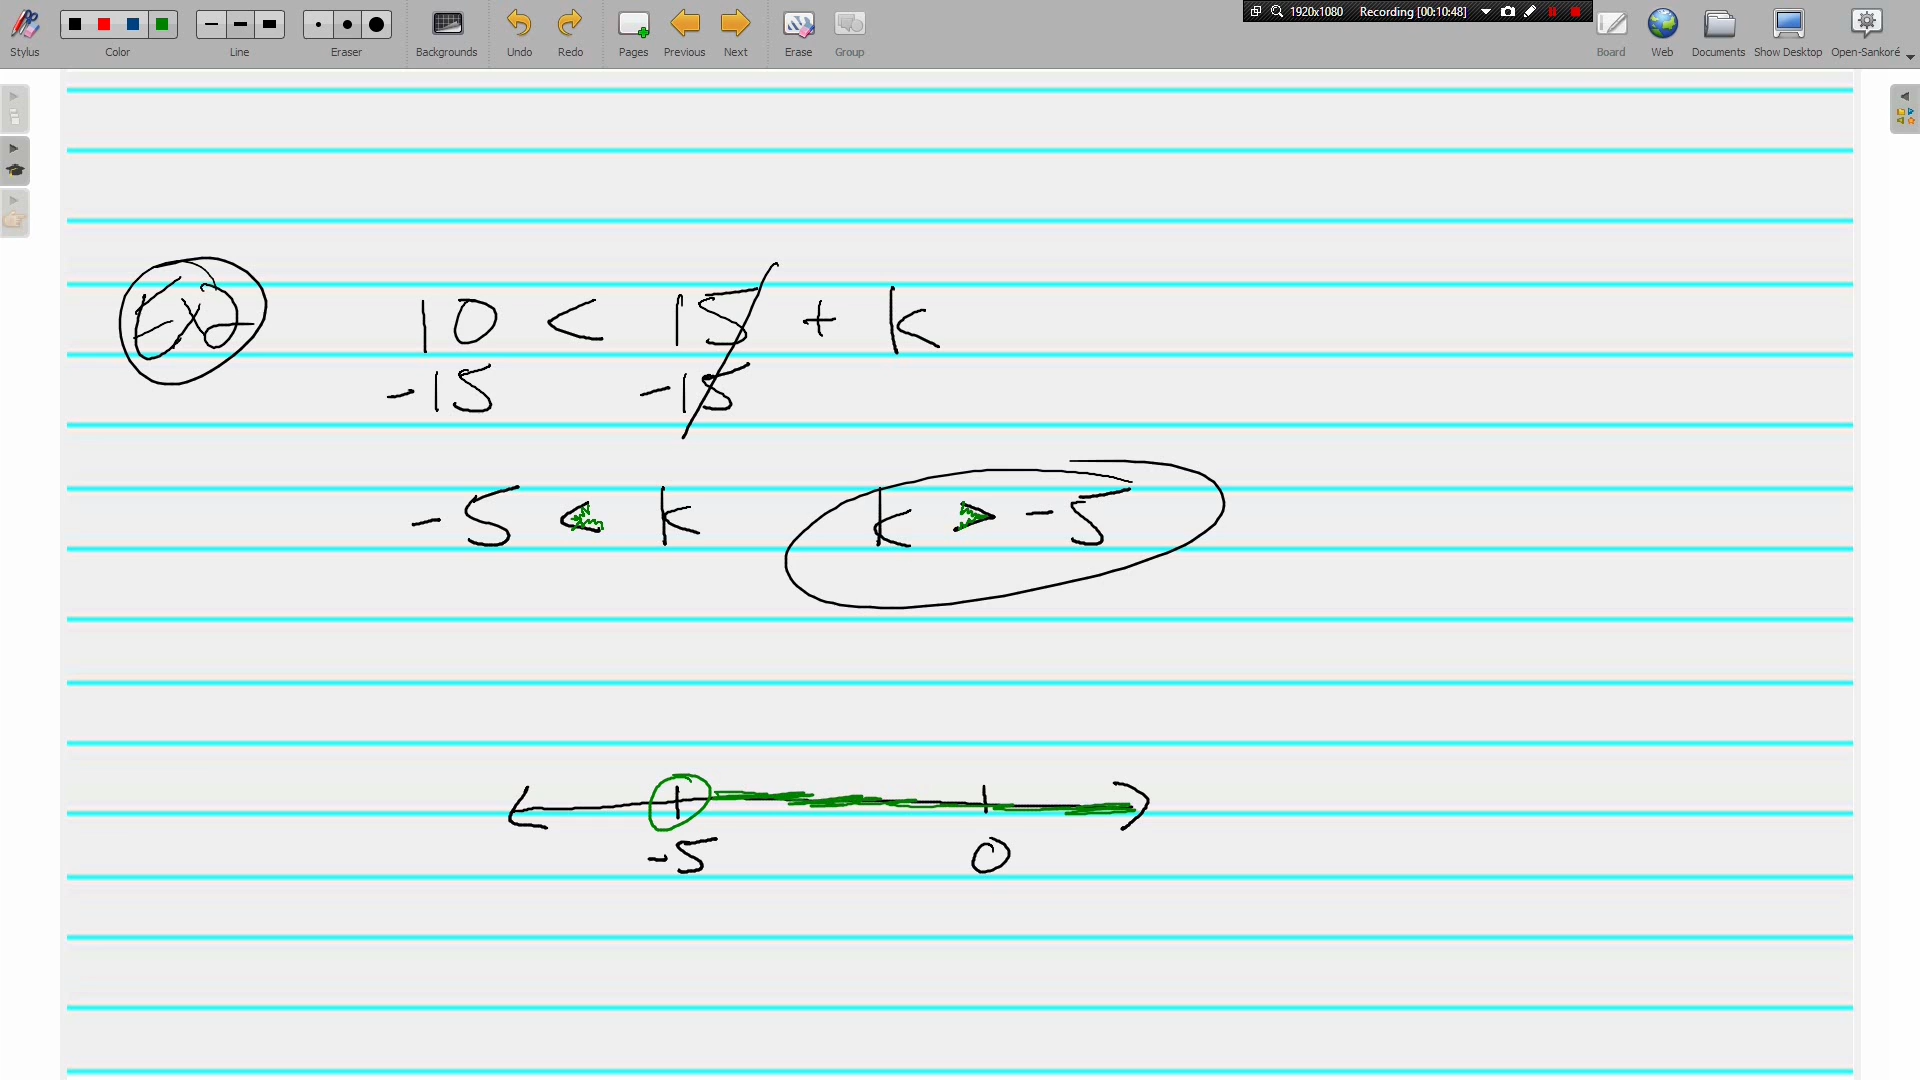 1920x1080 Recording [00:10:48]
Stylus Color Line Eraser Backgrounds Undo Redo Pages Previous Next Erase Group Board Web Documents Show Desktop Open-Sankoré
Ex2 10 < 15 + k
-15 -15
-5 < k k > -5
-5 0